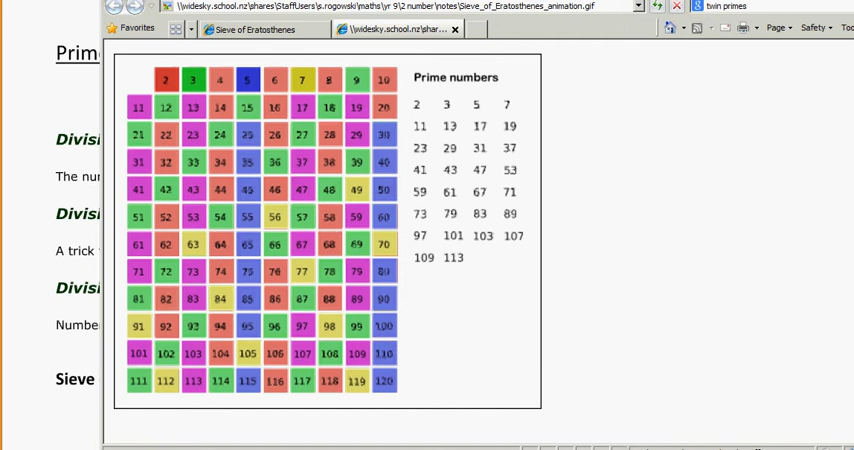 \\widesky.school.nz\shares\StaffUsers\s.rogowski\maths\yr 9\2 number\notes\Sieve_of_Eratosthenes_animation.gif
twin primes
Favorites
Sieve of Eratosthenes
\\widesky.school.nz\shar...
Page
Safety
Prime
Divisi
The nur
Divisi
A trick
Divisi
Number
Sieve
2 3 4 5 6 7 8 9 10
11 12 13 14 15 16 17 18 19 20
21 22 23 24 25 26 27 28 29 30
31 32 33 34 35 36 37 38 39 40
41 42 43 44 45 46 47 48 49 50
51 52 53 54 55 56 57 58 59 60
61 62 63 64 65 66 67 68 69 70
71 72 73 74 75 76 77 78 79 80
81 82 83 84 85 86 87 88 89 90
91 92 93 94 95 96 97 98 99 100
101 102 103 104 105 106 107 108 109 110
111 112 113 114 115 116 117 118 119 120
Prime numbers
2 3 5 7
11 13 17 19
23 29 31 37
41 43 47 53
59 61 67 71
73 79 83 89
97 101 103 107
109 113